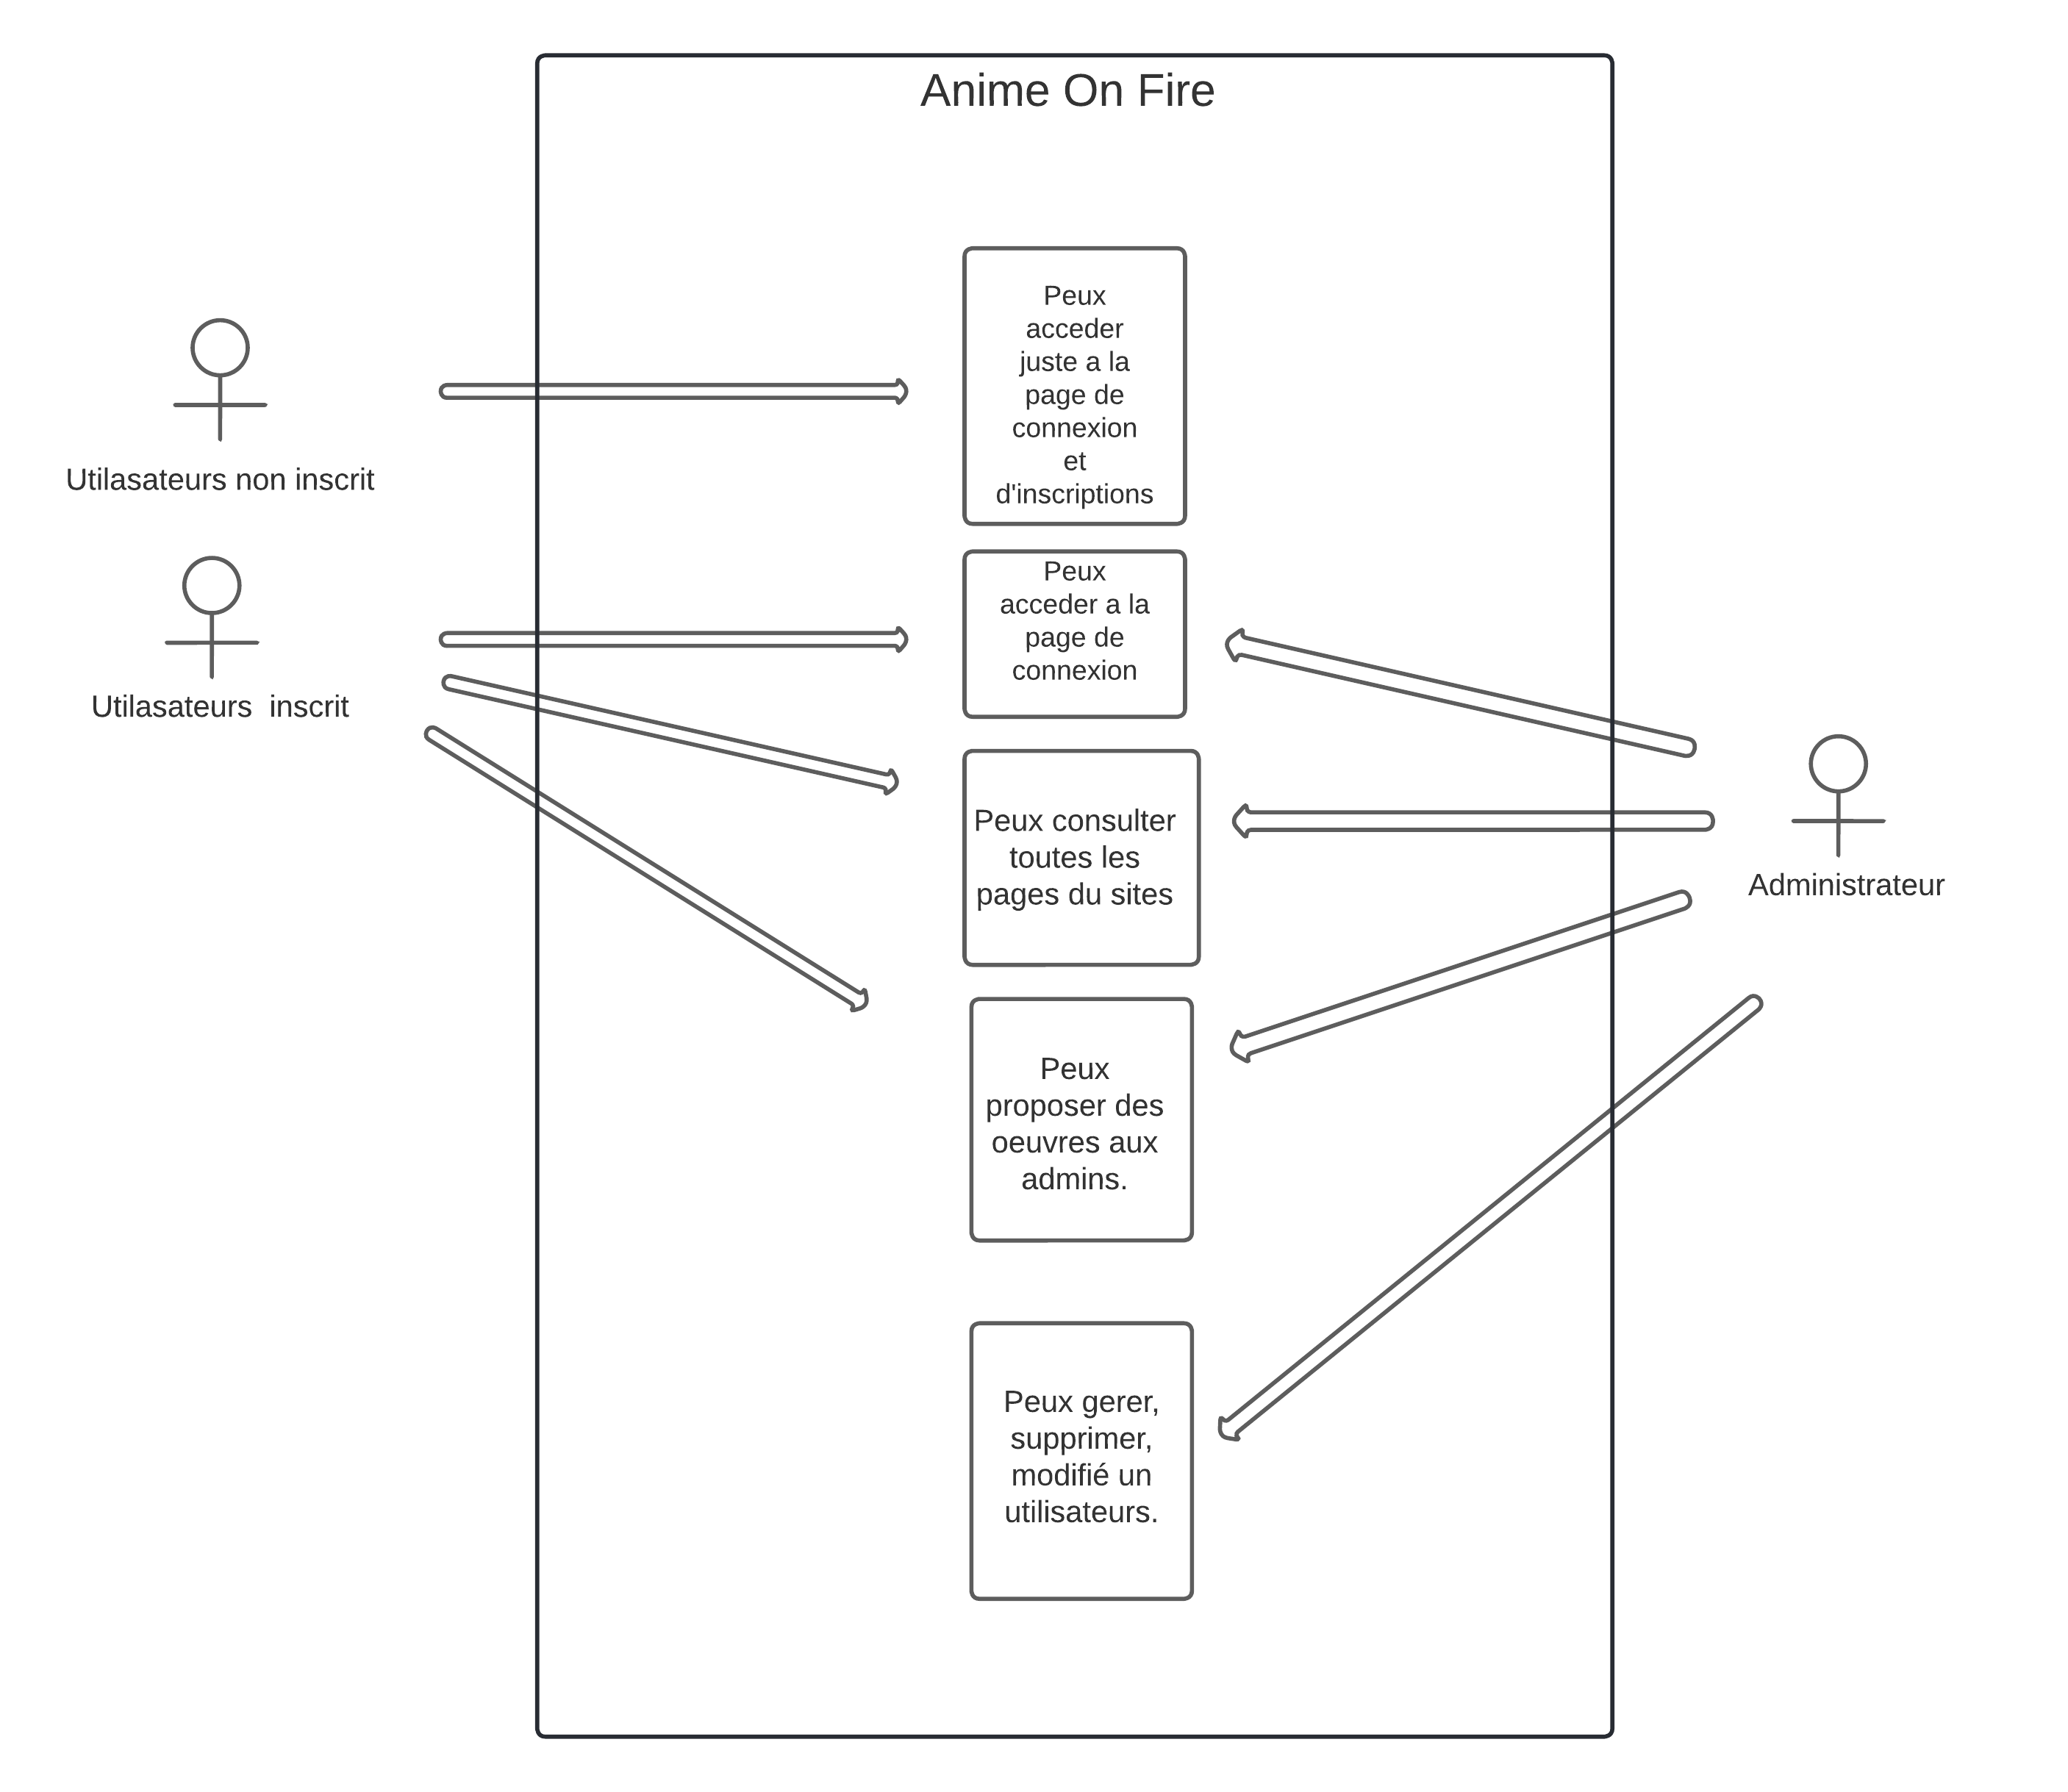 Anime On Fire
Peux
acceder
juste a la
page de
connexion
et
d'inscriptions
Utilasateurs non inscrit
Peux
acceder a la
page de
connexion
Utilasateurs  inscrit
Peux consulter
toutes les
pages du sites
Administrateur
Peux
proposer des
oeuvres aux
admins.
Peux gerer,
supprimer,
modifié un
utilisateurs.